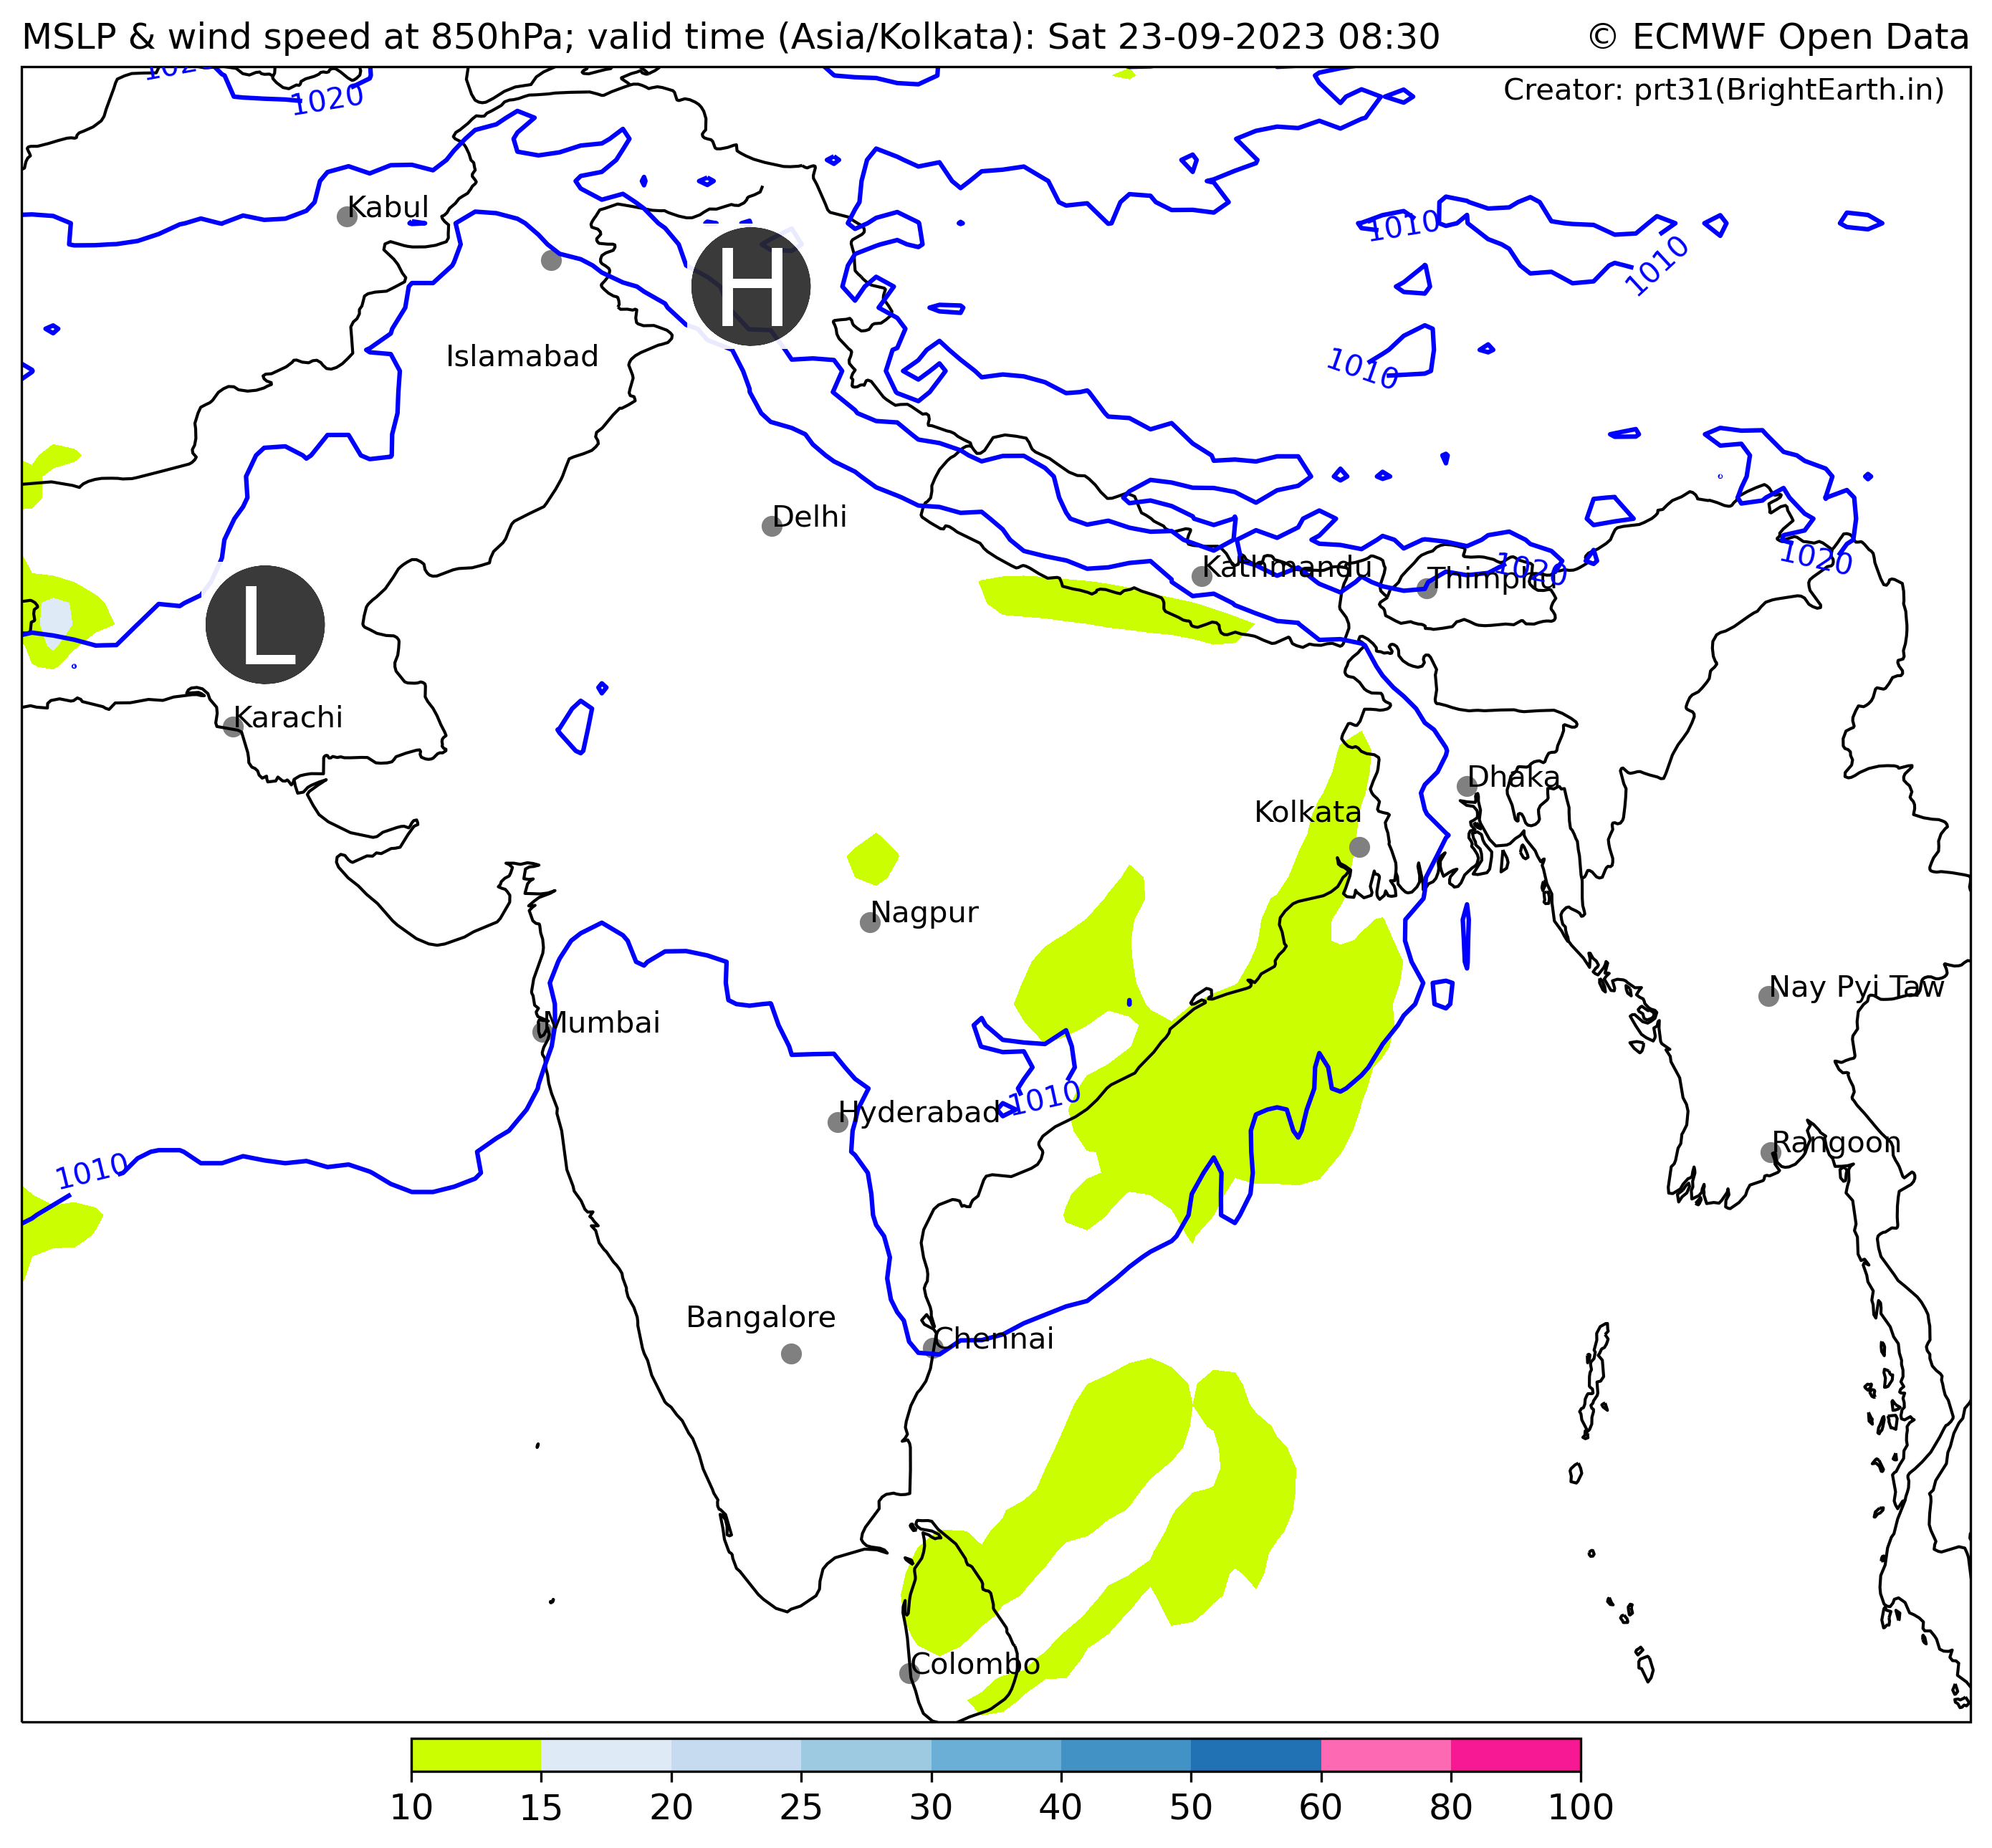 MSLP & wind speed at 850hPa; valid time (Asia/Kolkata): Sat 23-09-2023 08:30
© ECMWF Open Data
Creator: prt31(BrightEarth.in)
1020
Kabul
1010
1010
H
Islamabad
1010
Delhi
1020
Kathmandu
Thimphu
1020
L
Karachi
Dhaka
Kolkata
Nagpur
Nay Pyi Taw
Mumbai
1010
Hyderabad
Rangoon
1010
Bangalore
Chennai
Colombo
10 15 20 25 30 40 50 60 80 100